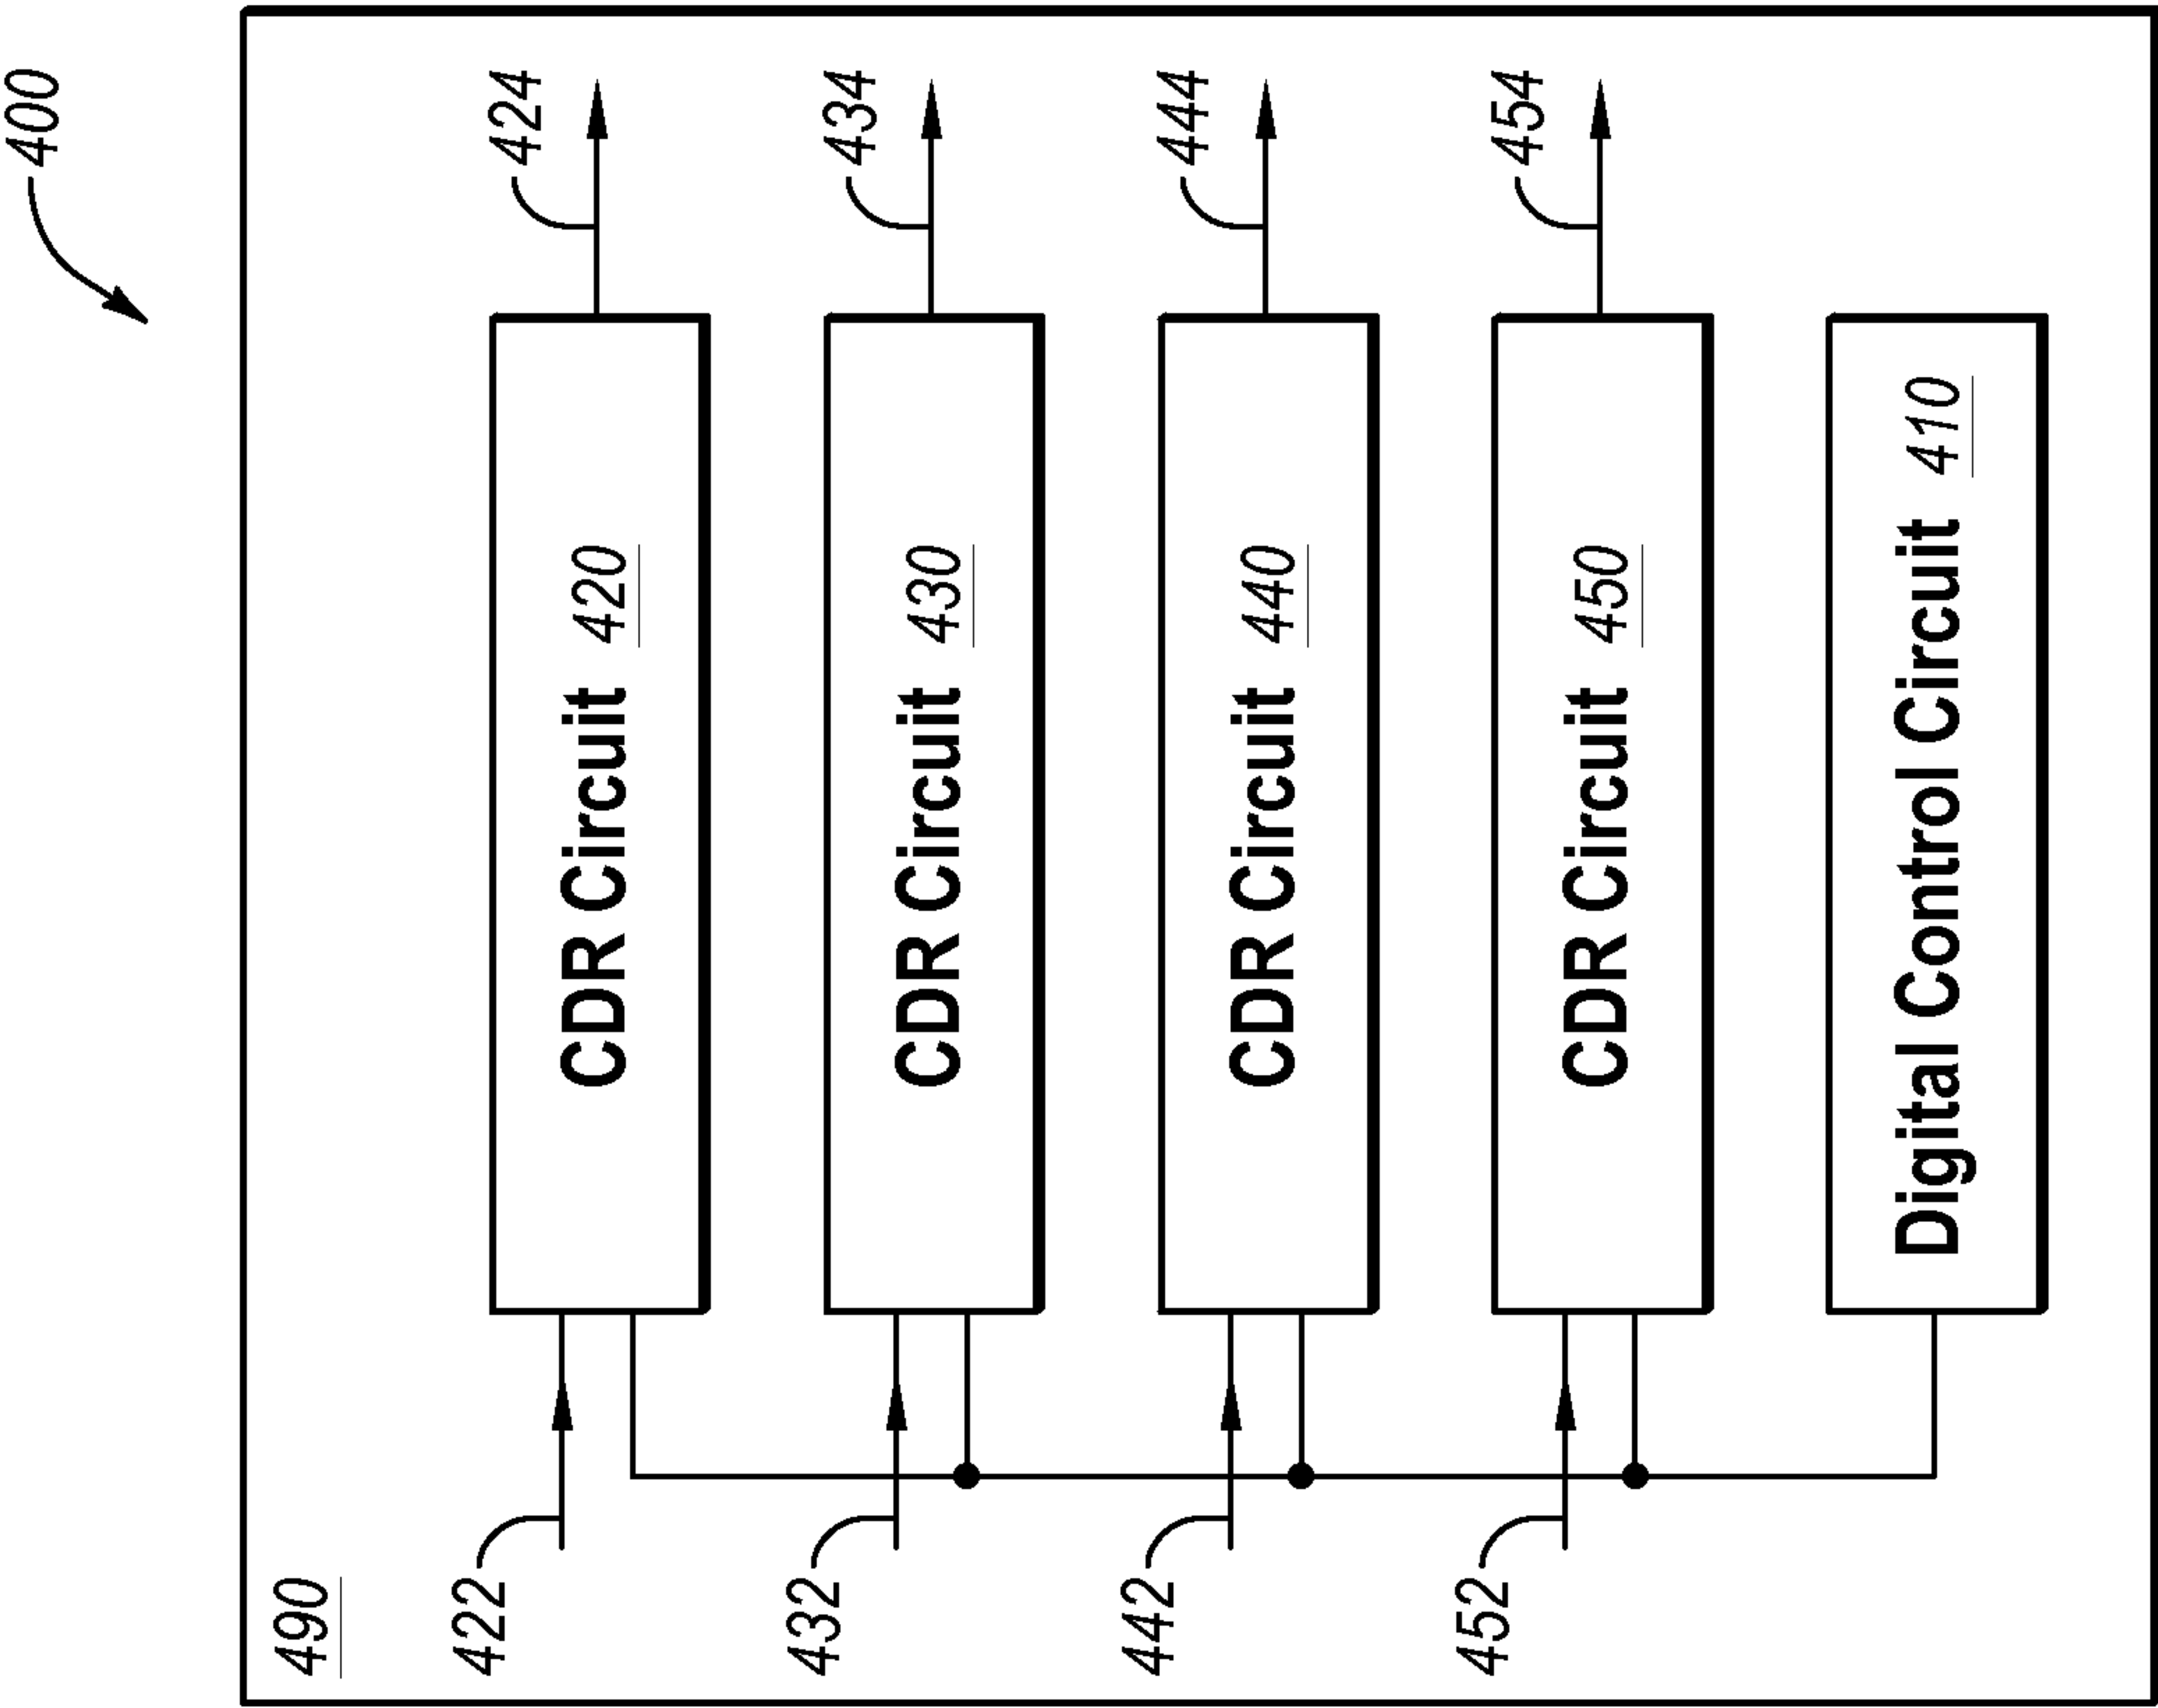 400
490
422
CDR Circuit 420
424
432
CDR Circuit 430
434
442
CDR Circuit 440
444
452
CDR Circuit 450
454
Digital Control Circuit 410